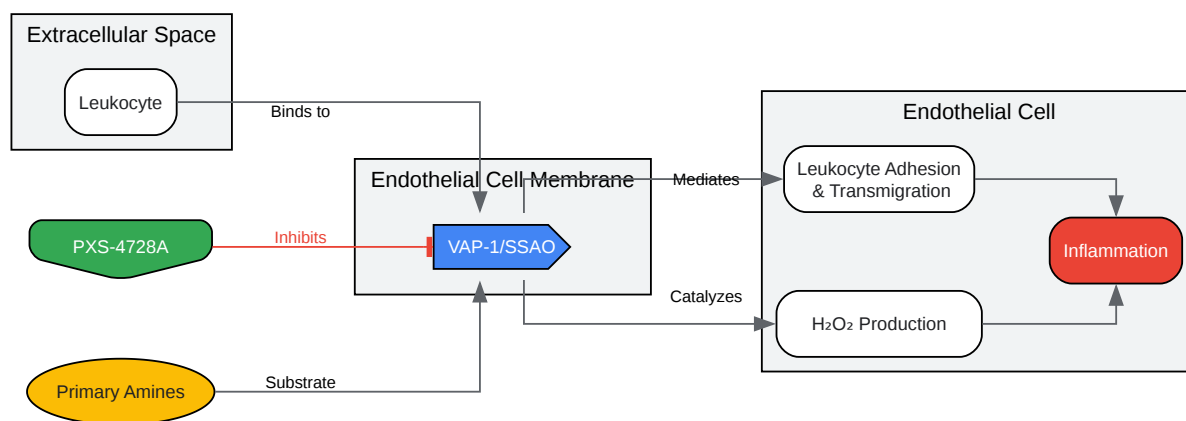 Extracellular Space
Leukocyte
Binds to
Endothelial Cell Membrane
PXS-4728A
Inhibits
VAP-1/SSAO
Primary Amines
Substrate
Mediates
Catalyzes
Endothelial Cell
Leukocyte Adhesion
& Transmigration
H₂O₂ Production
Inflammation